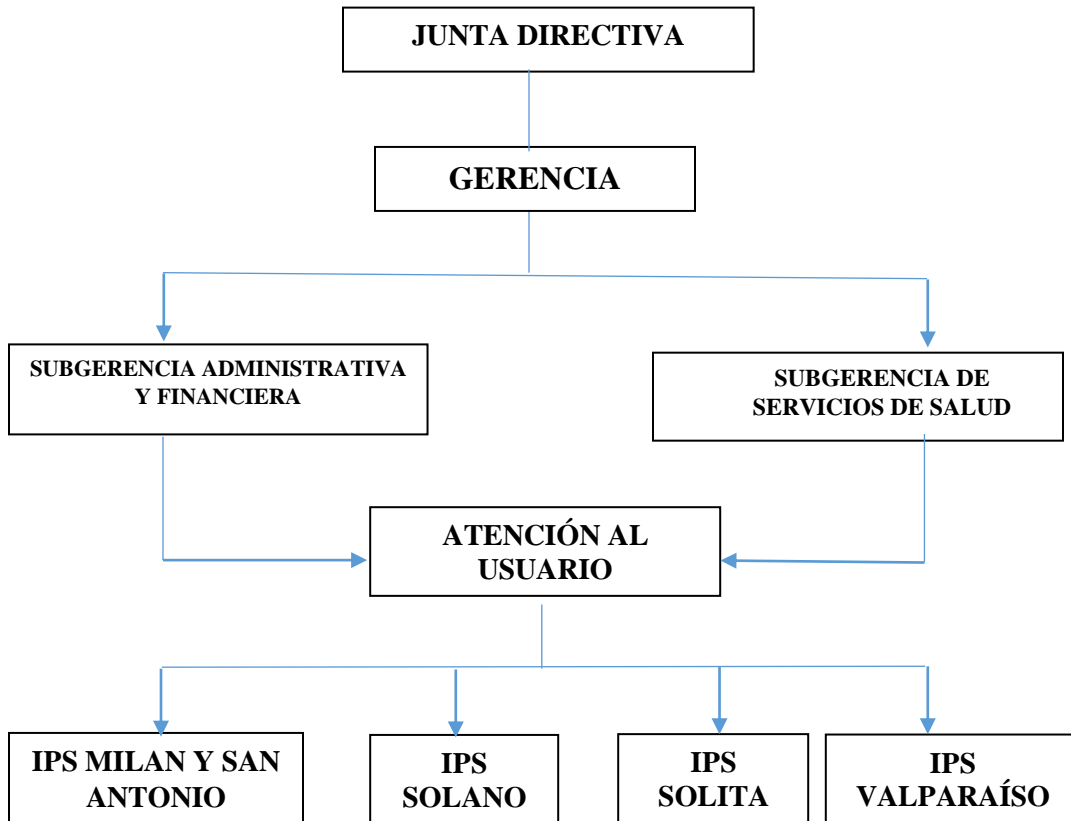 JUNTA DIRECTIVA
GERENCIA
SUBGERENCIA ADMINISTRATIVA
Y FINANCIERA
SUBGERENCIA DE
SERVICIOS DE SALUD
ATENCIÓN AL
USUARIO
IPS MILAN Y SAN
ANTONIO
IPS
SOLANO
IPS
SOLITA
IPS
VALPARAÍSO